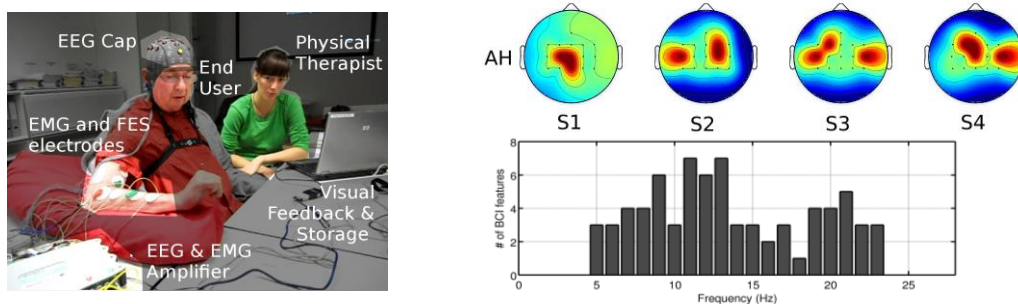 EEG Cap
Physical
Therapist
End
User
EMG and FES
electrodes
Visual
Feedback &
Storage
EEG & EMG
Amplifier
AH
S1 S2 S3 S4
# of BCI features
8
6
4
2
0
0 5 10 15 20 25
Frequency (Hz)